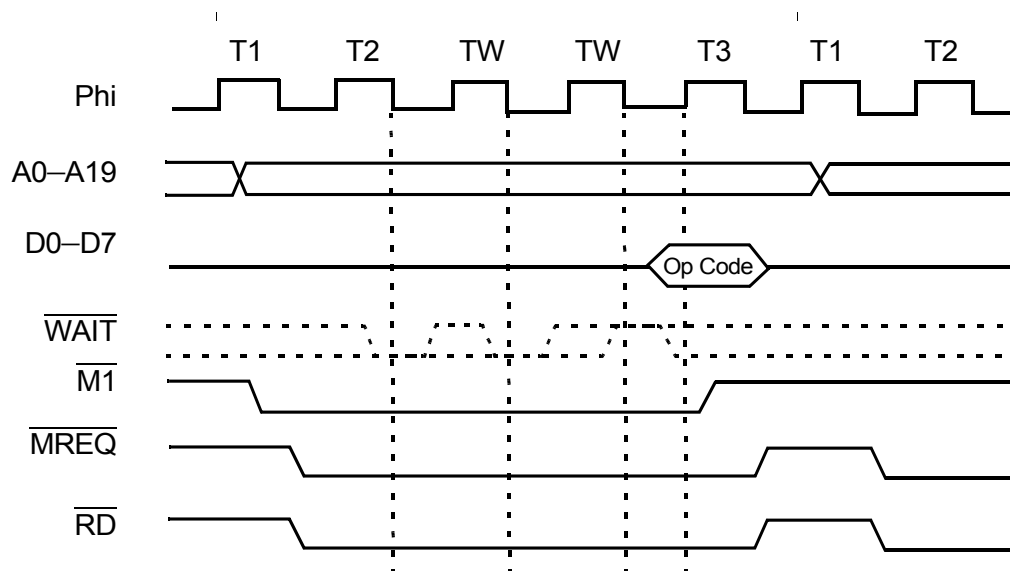 T1 T2 TW TW T3 T1 T2
Phi
A0–A19
D0–D7
Op Code
WAIT
M1
MREQ
RD